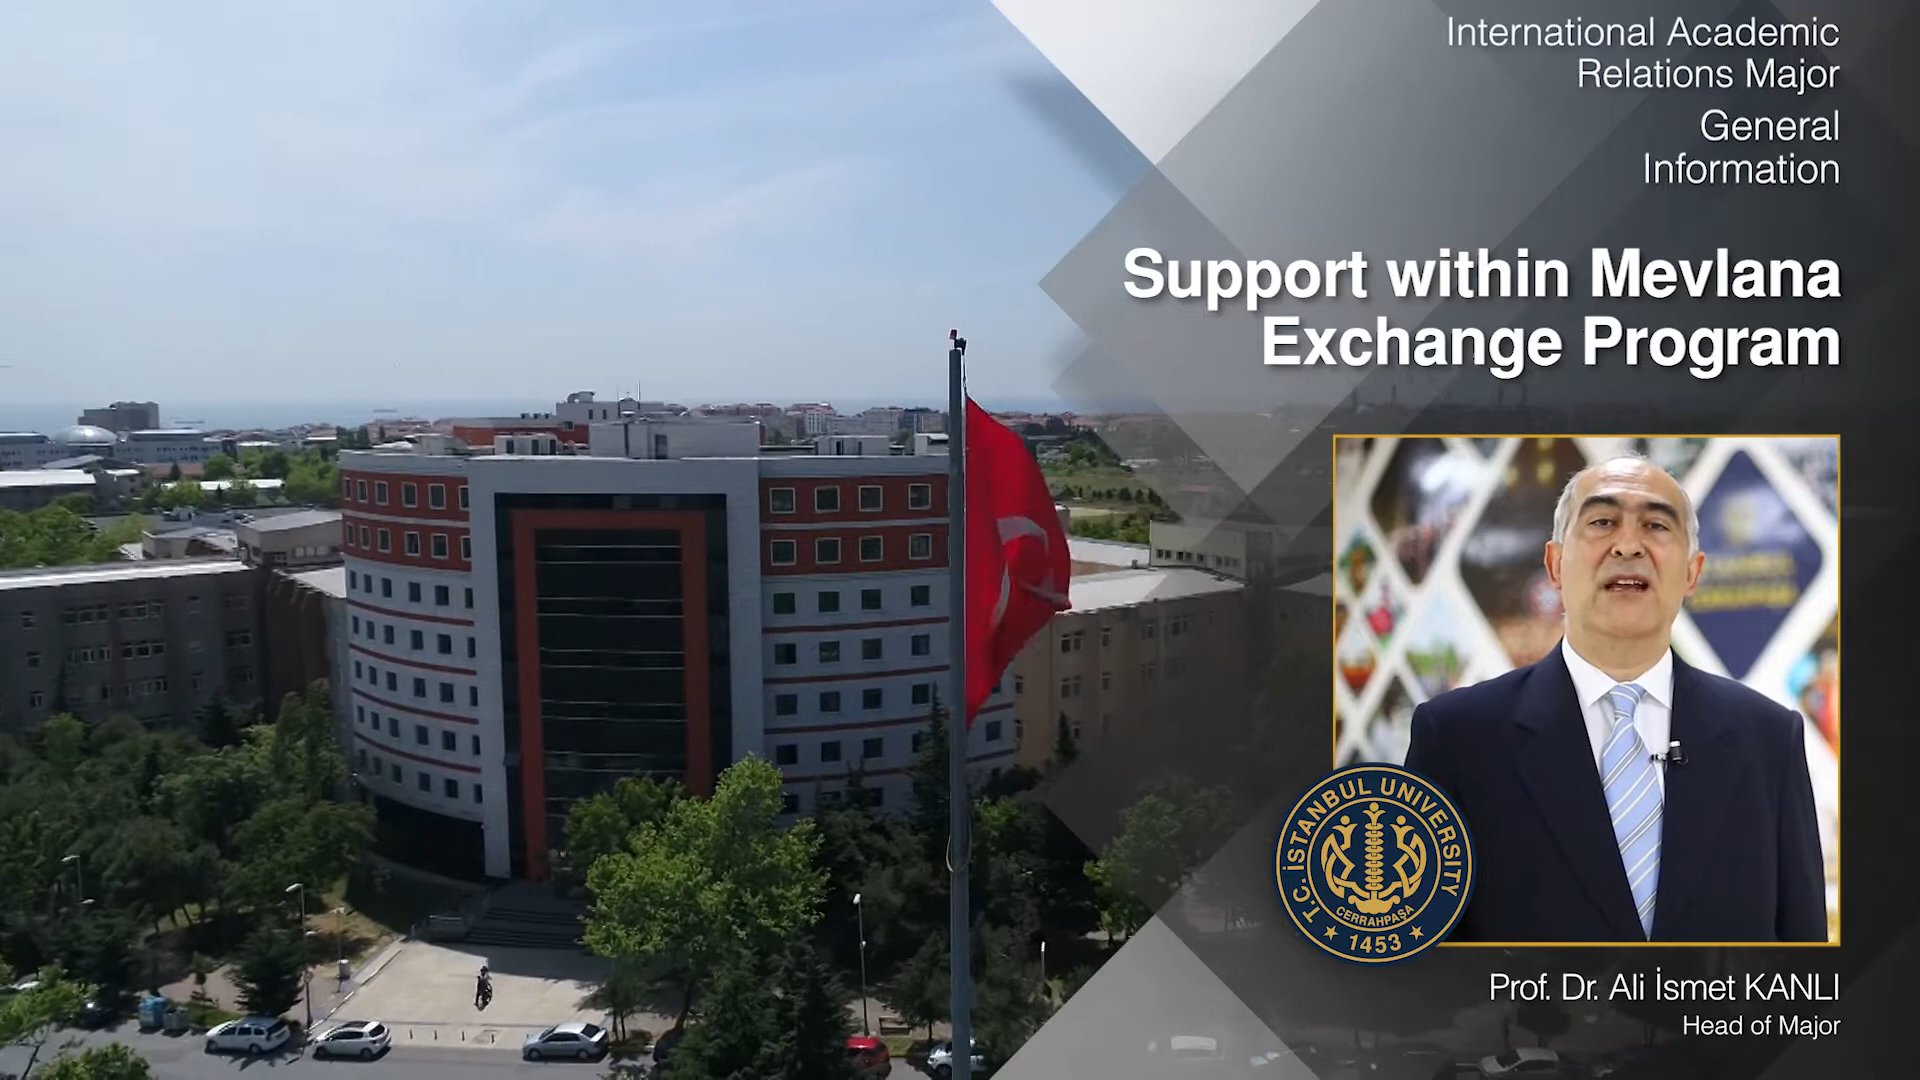 International Academic
Relations Major
General
Information
Support within Mevlana
Exchange Program
T.C. İSTANBUL UNIVERSITY
CERRAHPAŞA
1453
Prof. Dr. Ali İsmet KANLI
Head of Major